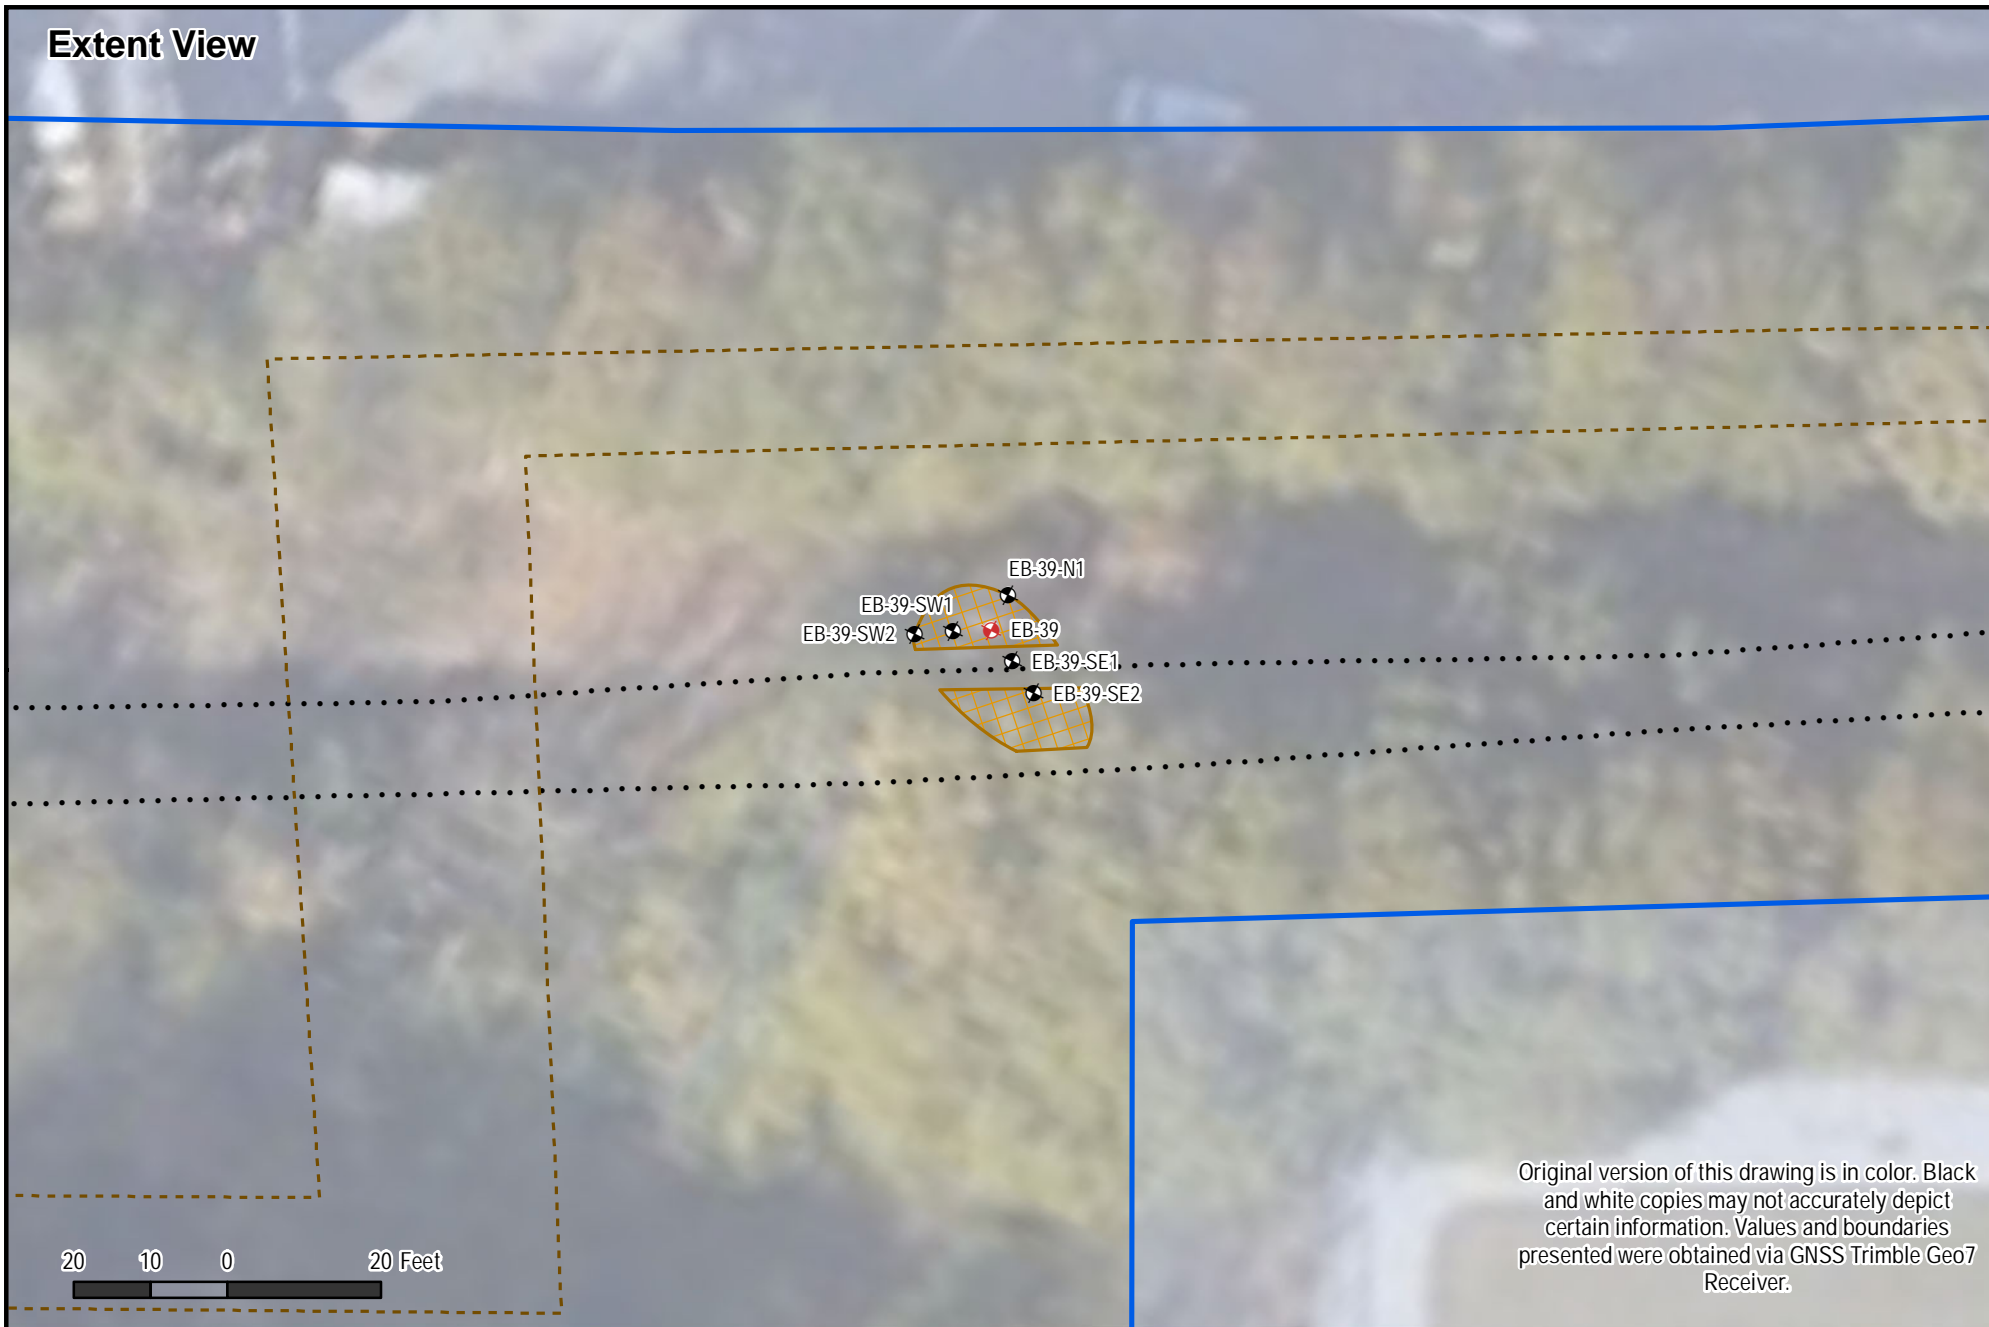 Extent View
EB-39-N1
EB-39-SW1
EB-39-SW2
EB-39
EB-39-SE1
EB-39-SE2
20 10 0 20 Feet
Original version of this drawing is in color. Black
and white copies may not accurately depict
certain information. Values and boundaries
presented were obtained via GNSS Trimble Geo7
Receiver.